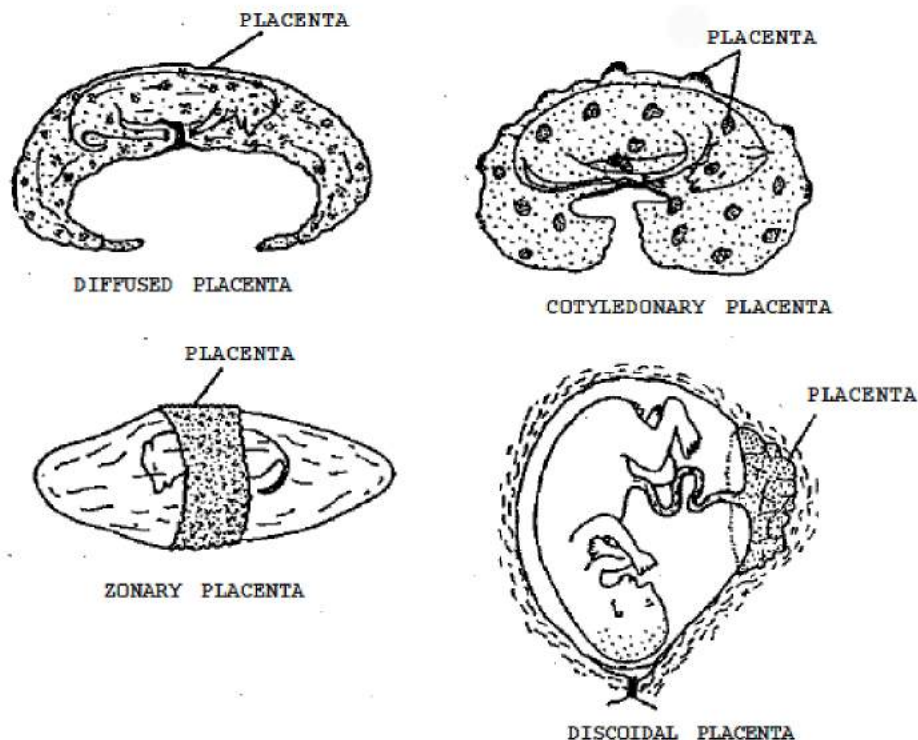 PLACENTA
PLACENTA
DIFFUSED PLACENTA
COTYLEDONARY PLACENTA
PLACENTA
PLACENTA
ZONARY PLACENTA
DISCOIDAL PLACENTA